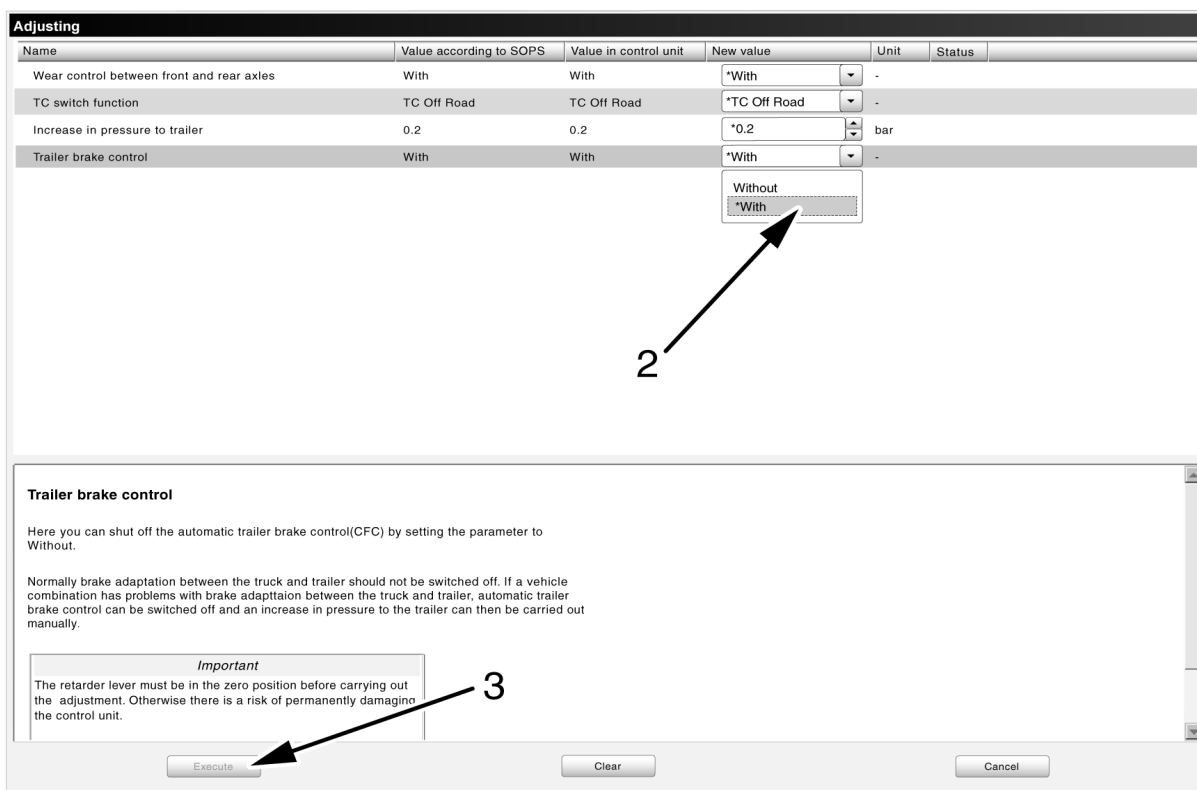 Adjusting
Name Value according to SOPS Value in control unit New value Unit Status
Wear control between front and rear axles With With *With -
TC switch function TC Off Road TC Off Road *TC Off Road -
Increase in pressure to trailer 0.2 0.2 *0.2 bar
Trailer brake control With With *With -
Without
*With
2
Trailer brake control
Here you can shut off the automatic trailer brake control(CFC) by setting the parameter to
Without.
Normally brake adaptation between the truck and trailer should not be switched off. If a vehicle
combination has problems with brake adapttaion between the truck and trailer, automatic trailer
brake control can be switched off and an increase in pressure to the trailer can then be carried out
manually.
Important
The retarder lever must be in the zero position before carrying out
the adjustment. Otherwise there is a risk of permanently damaging
the control unit.
3
Execute Clear Cancel